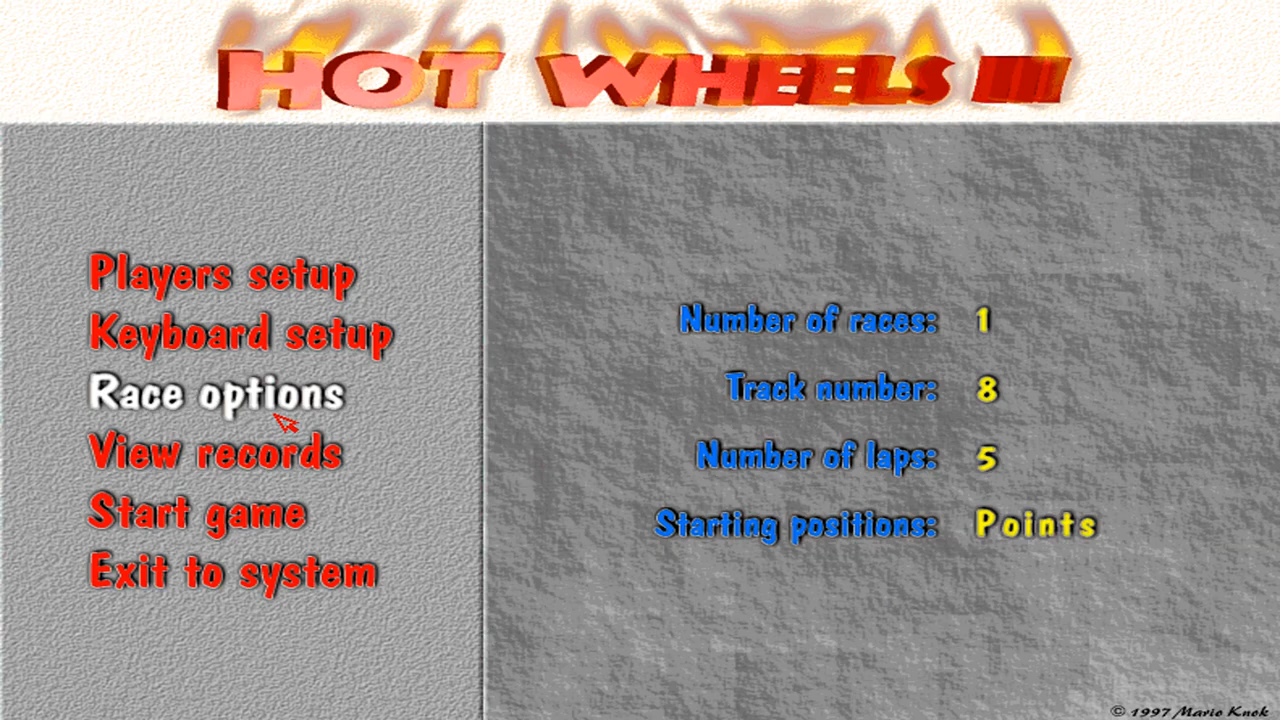 HOT WHEELS III
Players setup
Keyboard setup
Race options
View records
Start game
Exit to system
Number of races: 1
Track number: 8
Number of laps: 5
Starting positions: Points
© 1997 Mario Knok